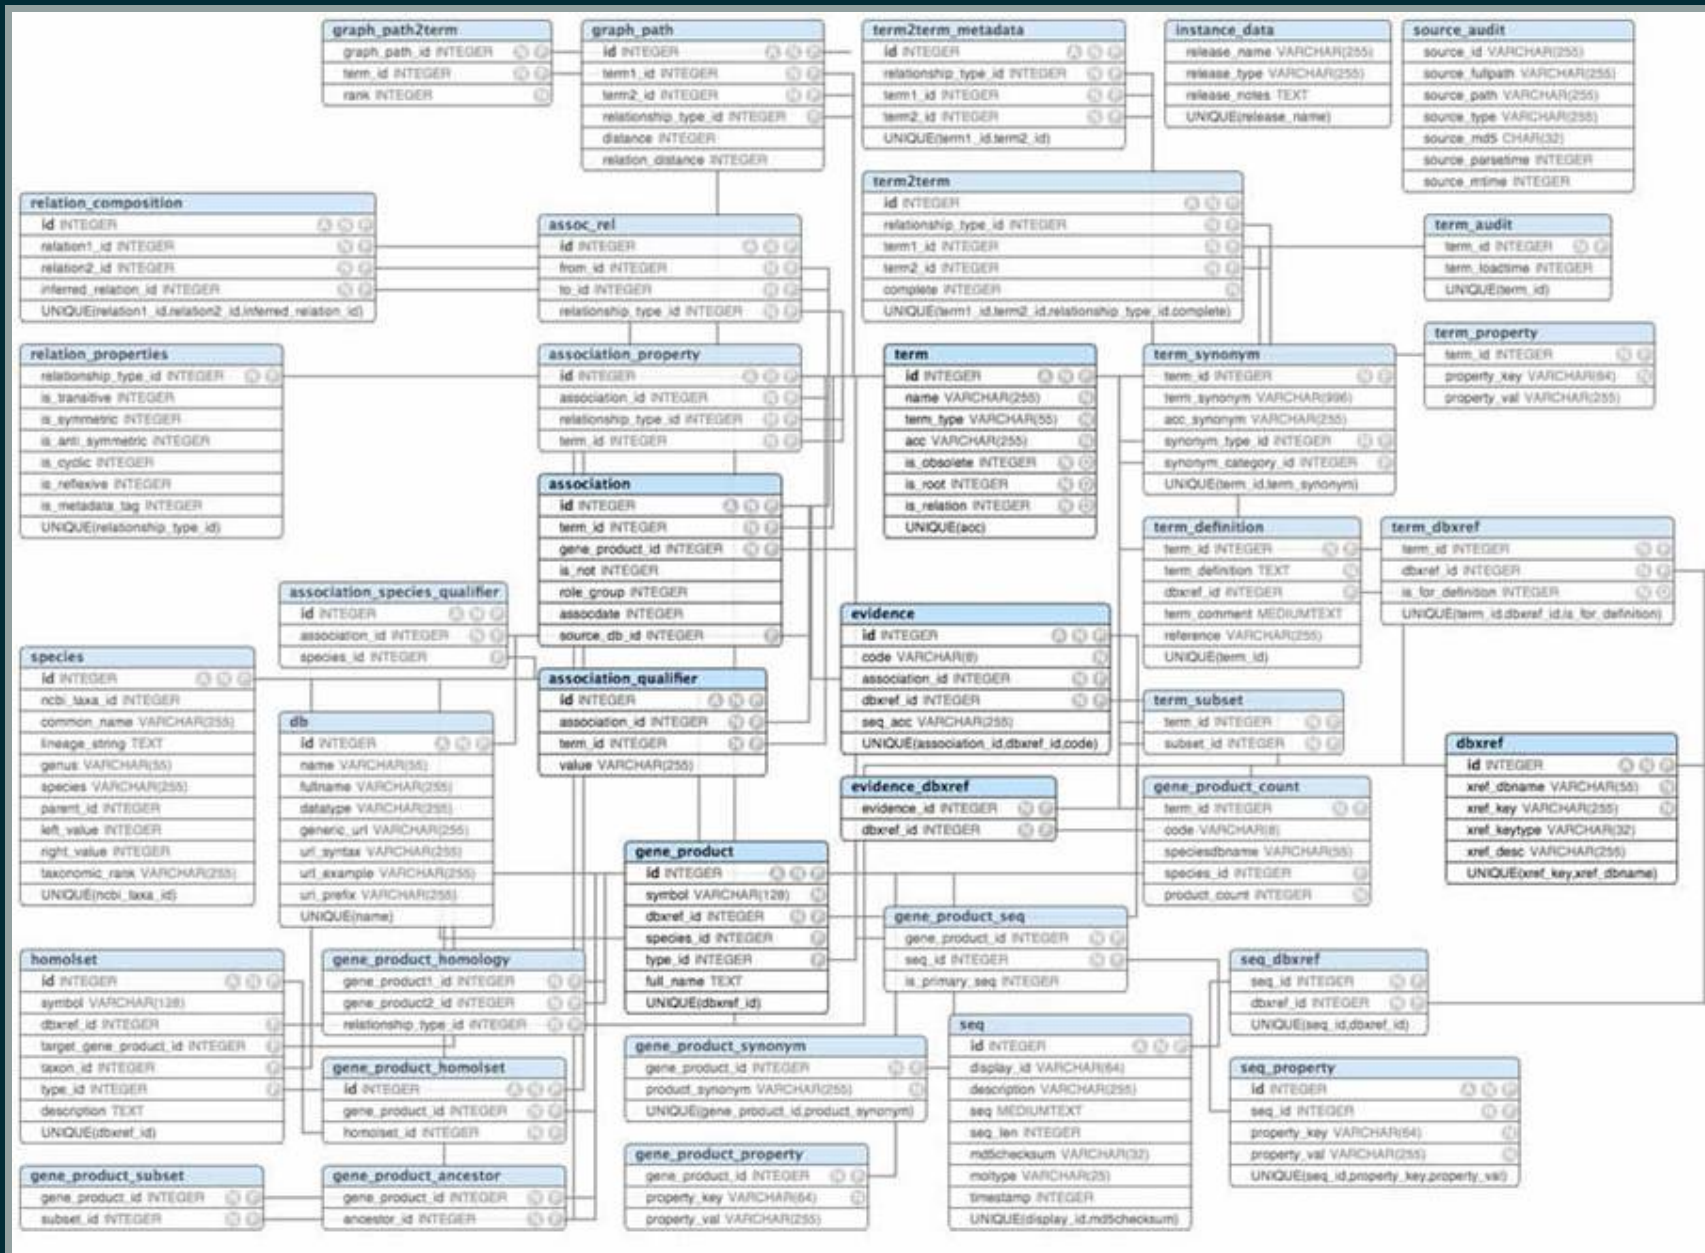 graph_path2term
graph_path_id INTEGER
term_id INTEGER
rank INTEGER
graph_path
id INTEGER
term1_id INTEGER
term2_id INTEGER
relationship_type_id INTEGER
distance INTEGER
relation_distance INTEGER
term2term_metadata
id INTEGER
relationship_type_id INTEGER
term1_id INTEGER
term2_id INTEGER
UNIQUE(term1_id,term2_id)
instance_data
release_name VARCHAR(255)
release_type VARCHAR(255)
release_notes TEXT
UNIQUE(release_name)
source_audit
source_id VARCHAR(255)
source_fullpath VARCHAR(255)
source_path VARCHAR(255)
source_type VARCHAR(255)
source_md5 CHAR(32)
source_parsetime INTEGER
source_mtime INTEGER
relation_composition
id INTEGER
relation1_id INTEGER
relation2_id INTEGER
inferred_relation_id INTEGER
UNIQUE(relation1_id,relation2_id,inferred_relation_id)
assoc_rel
id INTEGER
from_id INTEGER
to_id INTEGER
relationship_type_id INTEGER
term2term
id INTEGER
relationship_type_id INTEGER
term1_id INTEGER
term2_id INTEGER
complete INTEGER
UNIQUE(term1_id,term2_id,relationship_type_id,complete)
term_audit
term_id INTEGER
term_loadtime INTEGER
UNIQUE(term_id)
relation_properties
relationship_type_id INTEGER
is_transitive INTEGER
is_symmetric INTEGER
is_anti_symmetric INTEGER
is_cyclic INTEGER
is_reflexive INTEGER
is_metadata_tag INTEGER
UNIQUE(relationship_type_id)
association_property
id INTEGER
association_id INTEGER
relationship_type_id INTEGER
term_id INTEGER
term
id INTEGER
name VARCHAR(255)
term_type VARCHAR(55)
acc VARCHAR(255)
is_obsolete INTEGER
is_root INTEGER
is_relation INTEGER
UNIQUE(acc)
term_synonym
term_id INTEGER
term_synonym VARCHAR(996)
acc_synonym VARCHAR(255)
synonym_type_id INTEGER
synonym_category_id INTEGER
UNIQUE(term_id,term_synonym)
term_property
term_id INTEGER
property_key VARCHAR(64)
property_val VARCHAR(255)
association
id INTEGER
term_id INTEGER
gene_product_id INTEGER
is_not INTEGER
role_group INTEGER
assocdate INTEGER
source_db_id INTEGER
term_definition
term_id INTEGER
term_definition TEXT
dbxref_id INTEGER
term_comment MEDIUMTEXT
reference VARCHAR(255)
UNIQUE(term_id)
term_dbxref
term_id INTEGER
dbxref_id INTEGER
is_for_definition INTEGER
UNIQUE(term_id,dbxref_id,is_for_definition)
association_species_qualifier
id INTEGER
association_id INTEGER
species_id INTEGER
evidence
id INTEGER
code VARCHAR(8)
association_id INTEGER
dbxref_id INTEGER
seq_acc VARCHAR(255)
UNIQUE(association_id,dbxref_id,code)
species
id INTEGER
ncbi_taxa_id INTEGER
common_name VARCHAR(255)
lineage_string TEXT
genus VARCHAR(55)
species VARCHAR(255)
parent_id INTEGER
left_value INTEGER
right_value INTEGER
taxonomic_rank VARCHAR(255)
UNIQUE(ncbi_taxa_id)
association_qualifier
id INTEGER
association_id INTEGER
term_id INTEGER
value VARCHAR(255)
term_subset
term_id INTEGER
subset_id INTEGER
db
id INTEGER
name VARCHAR(55)
fullname VARCHAR(255)
datatype VARCHAR(255)
generic_url VARCHAR(255)
url_syntax VARCHAR(255)
url_example VARCHAR(255)
uri_prefix VARCHAR(255)
UNIQUE(name)
dbxref
id INTEGER
xref_dbname VARCHAR(55)
xref_key VARCHAR(255)
xref_keytype VARCHAR(32)
xref_desc VARCHAR(255)
UNIQUE(xref_key,xref_dbname)
evidence_dbxref
evidence_id INTEGER
dbxref_id INTEGER
gene_product_count
term_id INTEGER
code VARCHAR(8)
speciesdbname VARCHAR(55)
species_id INTEGER
product_count INTEGER
gene_product
id INTEGER
symbol VARCHAR(128)
dbxref_id INTEGER
species_id INTEGER
type_id INTEGER
full_name TEXT
UNIQUE(dbxref_id)
gene_product_seq
gene_product_id INTEGER
seq_id INTEGER
is_primary_seq INTEGER
homolset
id INTEGER
symbol VARCHAR(128)
dbxref_id INTEGER
target_gene_product_id INTEGER
taxon_id INTEGER
type_id INTEGER
description TEXT
UNIQUE(dbxref_id)
gene_product_homology
gene_product1_id INTEGER
gene_product2_id INTEGER
relationship_type_id INTEGER
seq_dbxref
seq_id INTEGER
dbxref_id INTEGER
UNIQUE(seq_id,dbxref_id)
seq
id INTEGER
display_id VARCHAR(64)
description VARCHAR(255)
seq MEDIUMTEXT
seq_len INTEGER
md5checksum VARCHAR(32)
moltype VARCHAR(25)
timestamp INTEGER
UNIQUE(display_id,md5checksum)
gene_product_synonym
gene_product_id INTEGER
product_synonym VARCHAR(255)
UNIQUE(gene_product_id,product_synonym)
gene_product_homolset
id INTEGER
gene_product_id INTEGER
homolset_id INTEGER
seq_property
id INTEGER
seq_id INTEGER
property_key VARCHAR(64)
property_val VARCHAR(255)
UNIQUE(seq_id,property_key,property_val)
gene_product_property
gene_product_id INTEGER
property_key VARCHAR(64)
property_val VARCHAR(255)
gene_product_subset
gene_product_id INTEGER
subset_id INTEGER
gene_product_ancestor
gene_product_id INTEGER
ancestor_id INTEGER